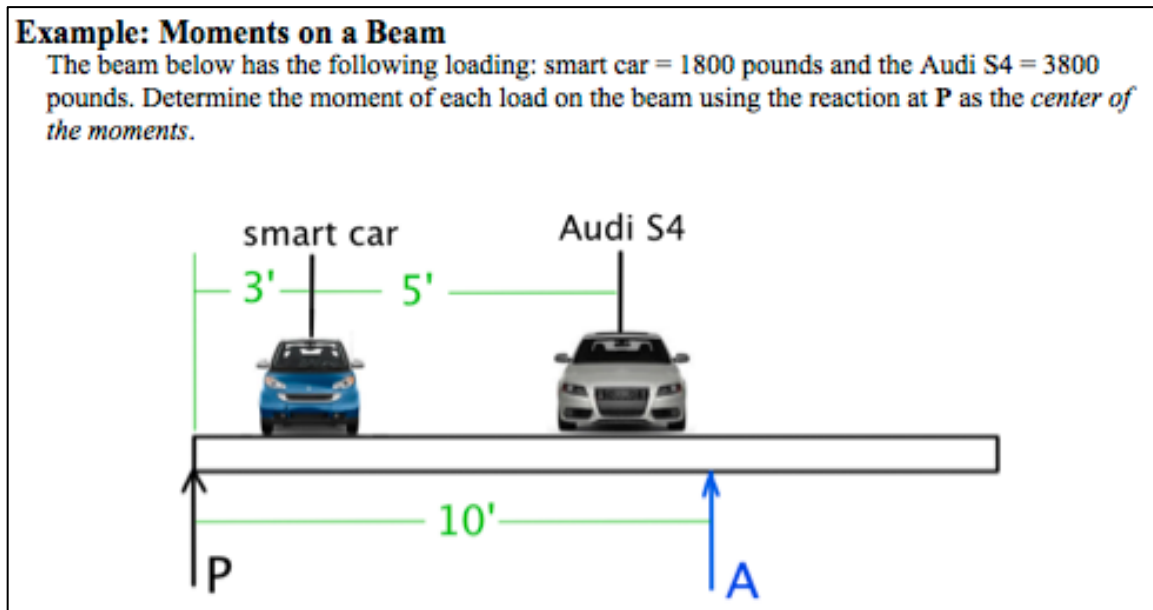 Example: Moments on a Beam
The beam below has the following loading: smart car = 1800 pounds and the Audi S4 = 3800
pounds. Determine the moment of each load on the beam using the reaction at P as the center of
the moments.
smart car
Audi S4
3'
5'
10'
P
A